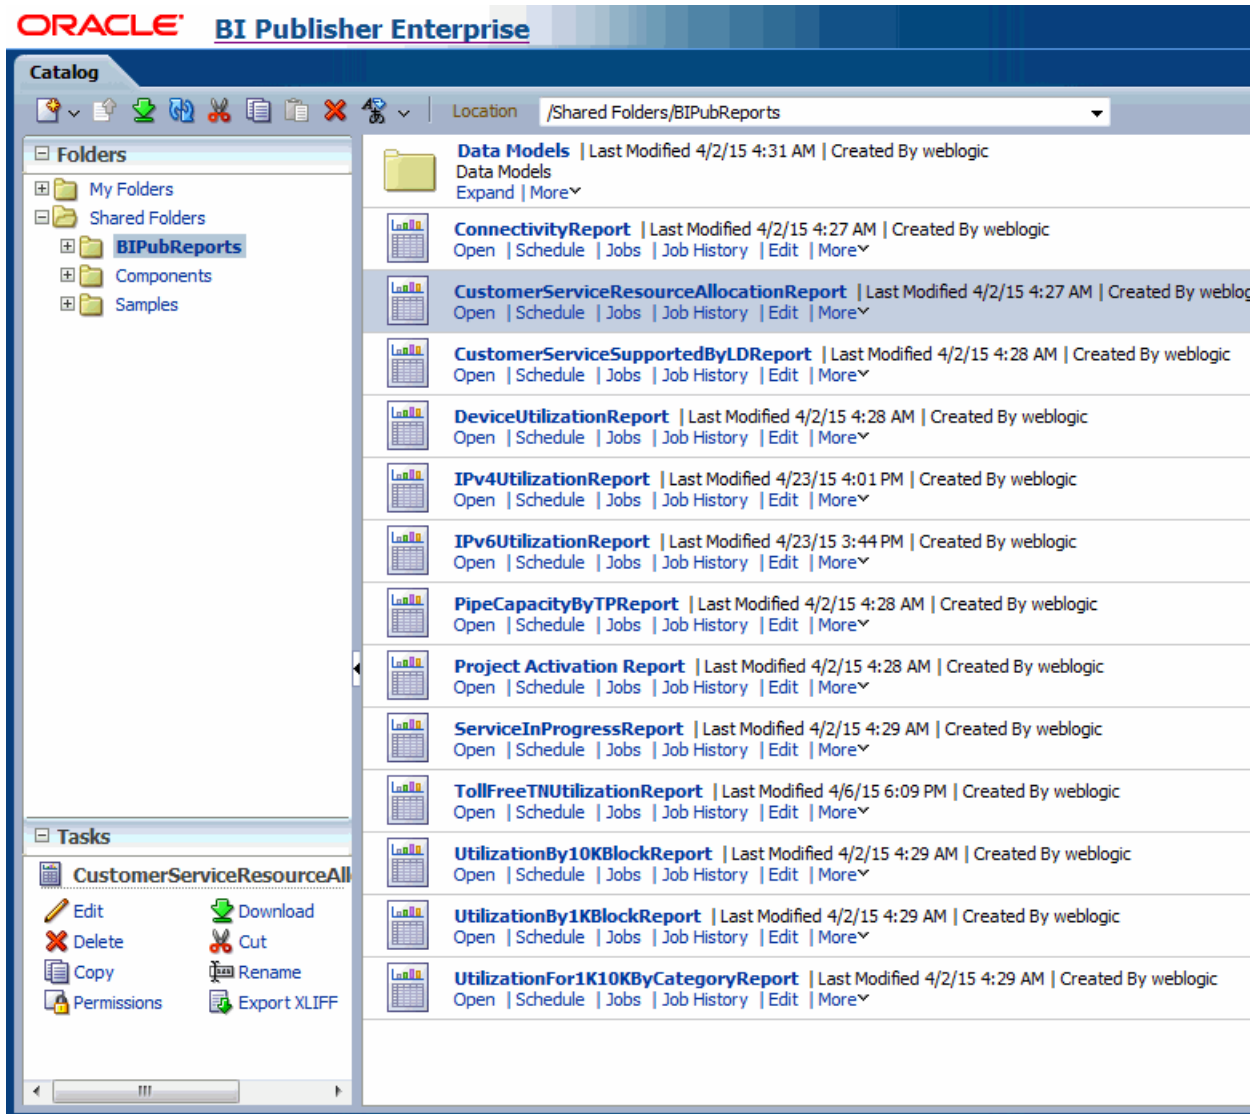 ORACLE BI Publisher Enterprise
Catalog
Location /Shared Folders/BIPubReports
Folders
My Folders
Shared Folders
BIPubReports
Components
Samples
Tasks
CustomerServiceResourceAll
Edit Download
Delete Cut
Copy Rename
Permissions Export XLIFF
Data Models | Last Modified 4/2/15 4:31 AM | Created By weblogic
Data Models
Expand | More
ConnectivityReport | Last Modified 4/2/15 4:27 AM | Created By weblogic
Open | Schedule | Jobs | Job History | Edit | More
CustomerServiceResourceAllocationReport | Last Modified 4/2/15 4:27 AM | Created By weblog
Open | Schedule | Jobs | Job History | Edit | More
CustomerServiceSupportedByLDReport | Last Modified 4/2/15 4:28 AM | Created By weblogic
Open | Schedule | Jobs | Job History | Edit | More
DeviceUtilizationReport | Last Modified 4/2/15 4:28 AM | Created By weblogic
Open | Schedule | Jobs | Job History | Edit | More
IPv4UtilizationReport | Last Modified 4/23/15 4:01 PM | Created By weblogic
Open | Schedule | Jobs | Job History | Edit | More
IPv6UtilizationReport | Last Modified 4/23/15 3:44 PM | Created By weblogic
Open | Schedule | Jobs | Job History | Edit | More
PipeCapacityByTPReport | Last Modified 4/2/15 4:28 AM | Created By weblogic
Open | Schedule | Jobs | Job History | Edit | More
Project Activation Report | Last Modified 4/2/15 4:28 AM | Created By weblogic
Open | Schedule | Jobs | Job History | Edit | More
ServiceInProgressReport | Last Modified 4/2/15 4:29 AM | Created By weblogic
Open | Schedule | Jobs | Job History | Edit | More
TollFreeTNUtilizationReport | Last Modified 4/6/15 6:09 PM | Created By weblogic
Open | Schedule | Jobs | Job History | Edit | More
UtilizationBy10KBlockReport | Last Modified 4/2/15 4:29 AM | Created By weblogic
Open | Schedule | Jobs | Job History | Edit | More
UtilizationBy1KBlockReport | Last Modified 4/2/15 4:29 AM | Created By weblogic
Open | Schedule | Jobs | Job History | Edit | More
UtilizationFor1K10KByCategoryReport | Last Modified 4/2/15 4:29 AM | Created By weblogic
Open | Schedule | Jobs | Job History | Edit | More